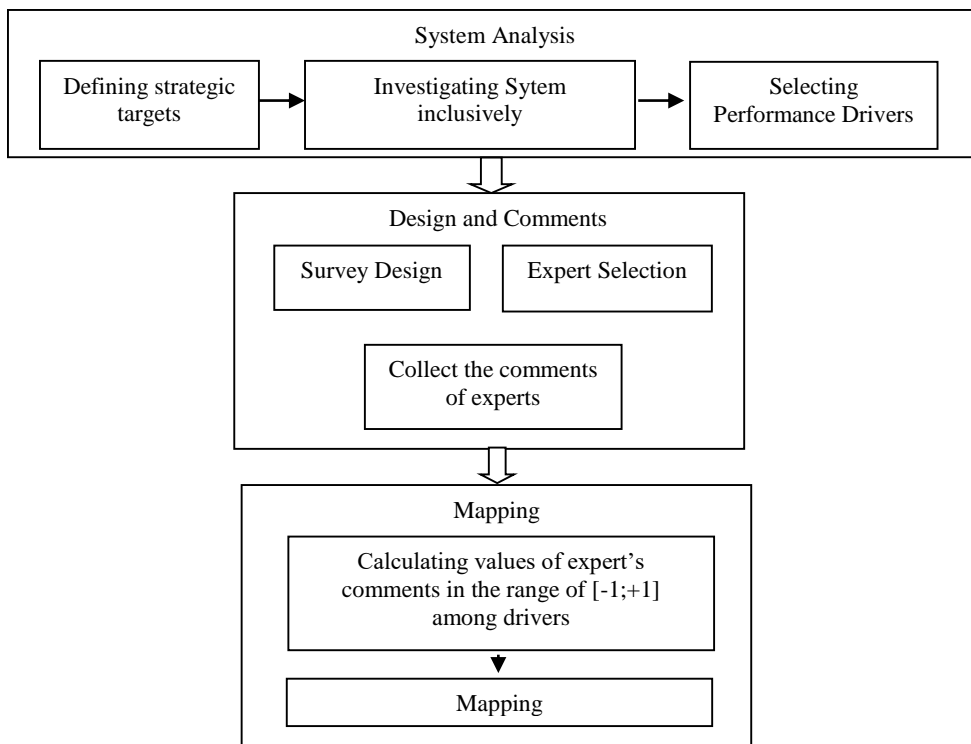 System Analysis
Defining strategic
targets
Investigating Sytem
inclusively
Selecting
Performance Drivers
Design and Comments
Survey Design
Expert Selection
Collect the comments
of experts
Mapping
Calculating values of expert’s
comments in the range of [-1;+1]
among drivers
Mapping